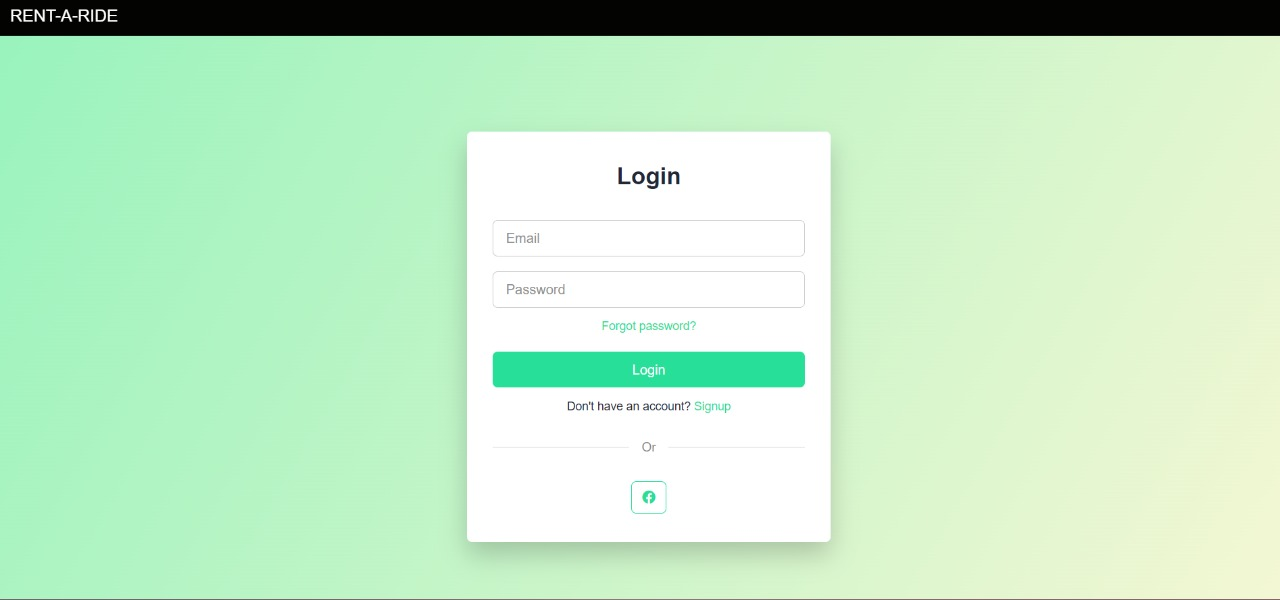 RENT-A-RIDE
Login
Email
Password
Forgot password?
Login
Don't have an account? Signup
Or